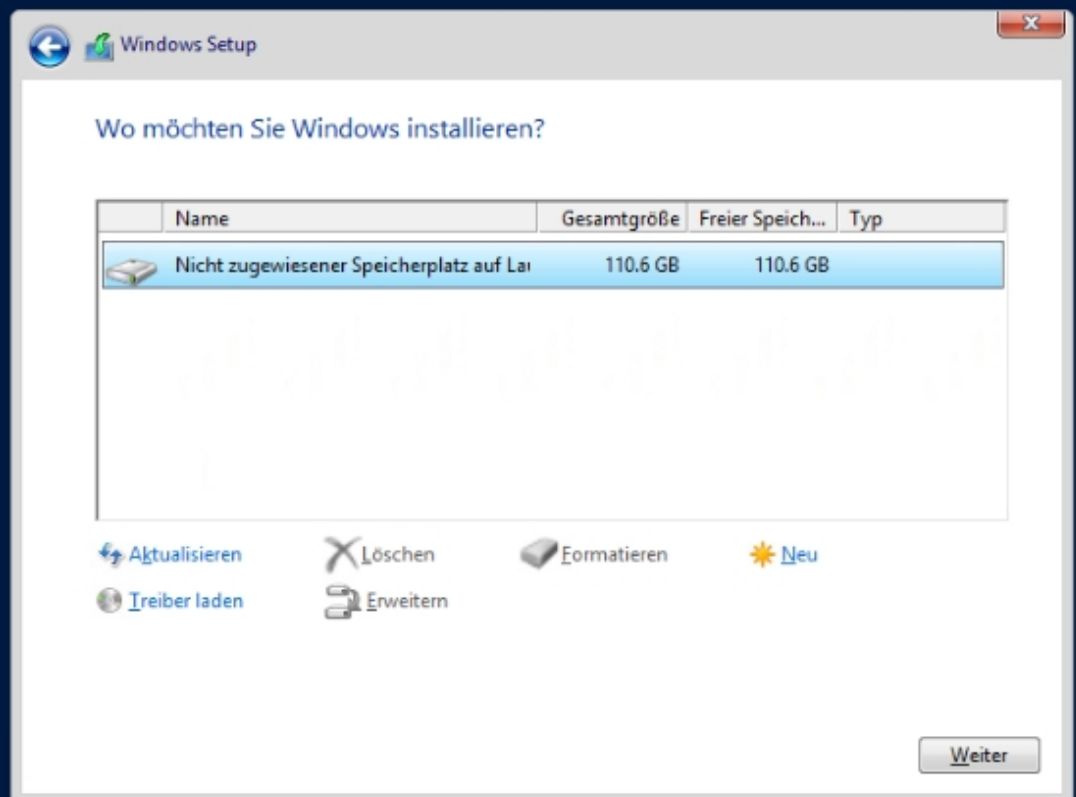 Windows Setup
Wo möchten Sie Windows installieren?
Name Gesamtgröße Freier Speich... Typ
Nicht zugewiesener Speicherplatz auf 110.6 GB 110.6 GB
Aktualisieren Löschen Formatieren Neu
Treiber laden Erweitern
Weiter